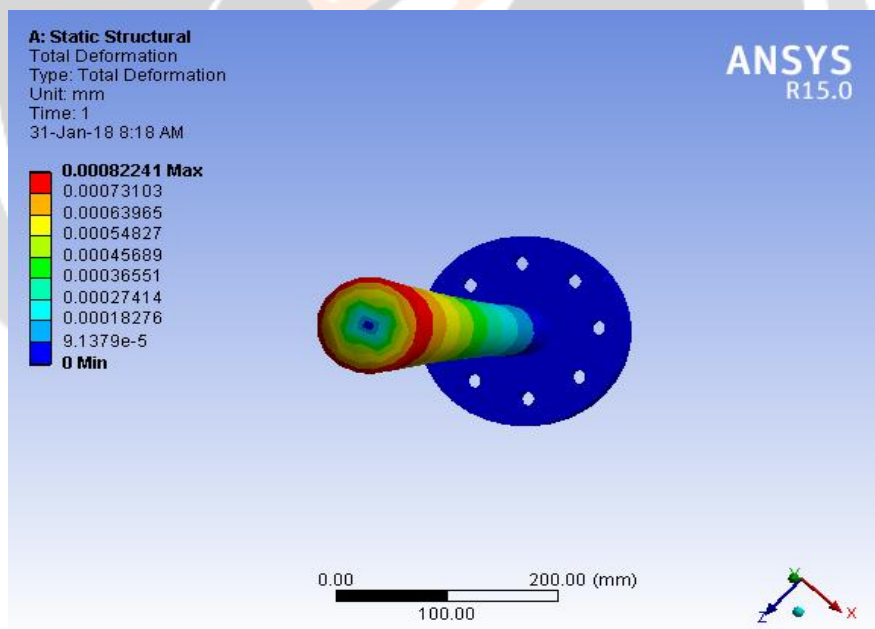 A: Static Structural
Total Deformation
Type: Total Deformation
Unit: mm
Time: 1
31-Jan-18 8:18 AM
ANSYS
R15.0
0.00082241 Max
0.00073103
0.00063965
0.00054827
0.00045689
0.00036551
0.00027414
0.00018276
9.1379e-5
0 Min
0.00
200.00 (mm)
100.00
Y
Z
X